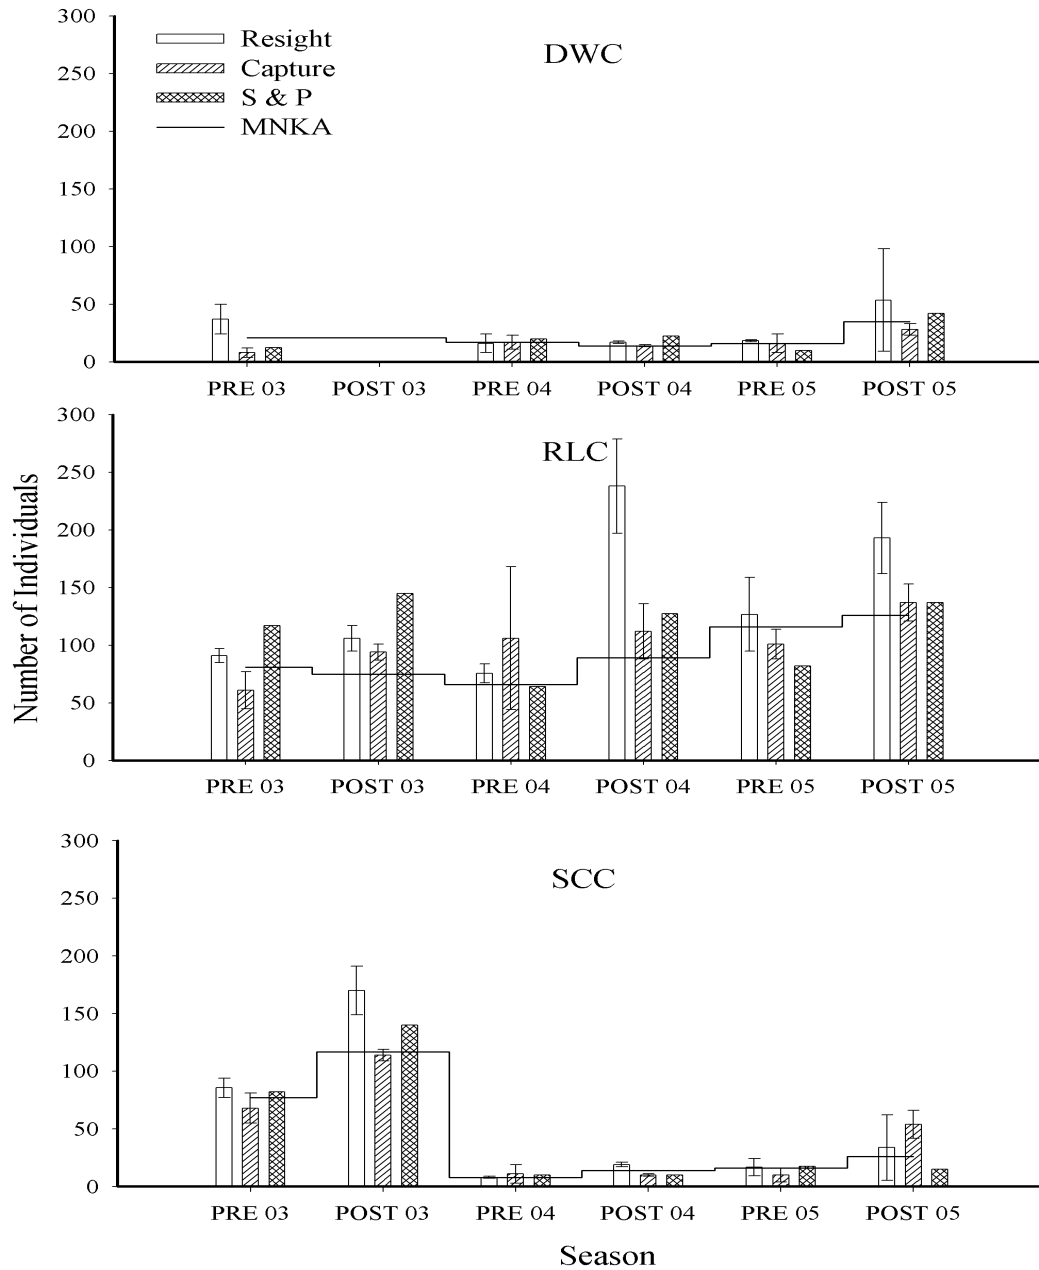 300
250
200
150
100
50
0
Resight
Capture
S & P
MNKA
DWC
PRE 03 POST 03 PRE 04 POST 04 PRE 05 POST 05
Number of Individuals
300
250
200
150
100
50
0
RLC
PRE 03 POST 03 PRE 04 POST 04 PRE 05 POST 05
300
250
200
150
100
50
0
SCC
PRE 03 POST 03 PRE 04 POST 04 PRE 05 POST 05
Season